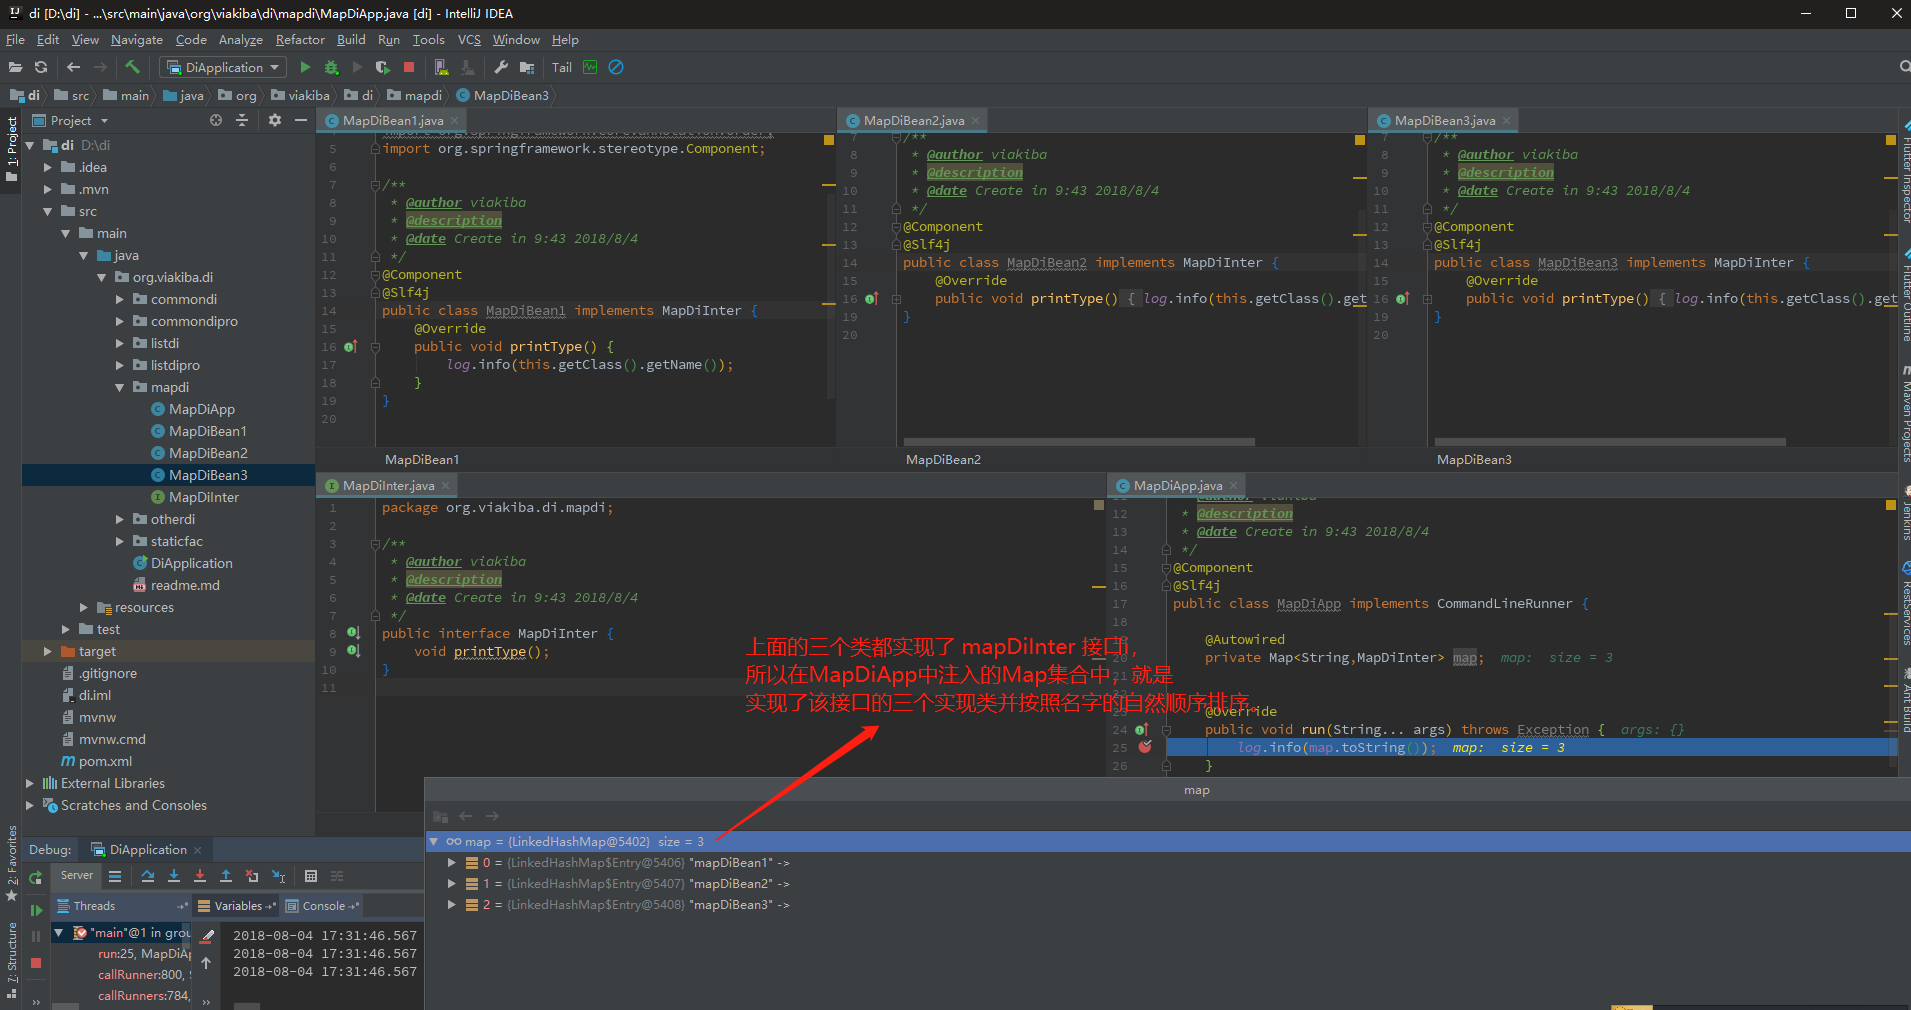 di [D:\di] - ...\src\main\java\org\viakiba\di\mapdi\MapDiApp.java [di] - IntelliJ IDEA
File Edit View Navigate Code Analyze Refactor Build Run Tools VCS Window Help
DiApplication Tail
di src main java org viakiba di mapdi MapDiBean3
1: Project
Project
di D:\di
.idea
.mvn
src
main
java
org.viakiba.di
commondi
commondipro
listdi
listdipro
mapdi
MapDiApp
MapDiBean1
MapDiBean2
MapDiBean3
MapDiInter
otherdi
staticfac
DiApplication
readme.md
resources
test
target
.gitignore
di.iml
mvnw
mvnw.cmd
pom.xml
External Libraries
Scratches and Consoles
MapDiBean1.java
5 import org.springframework.stereotype.Component;
6
7 /**
8 * @author viakiba
9 * @description
10 * @date Create in 9:43 2018/8/4
11 */
12 @Component
13 @Slf4j
14 public class MapDiBean1 implements MapDiInter {
15 @Override
16 public void printType() {
17 log.info(this.getClass().getName());
18 }
19 }
20
MapDiBean1
MapDiBean2.java
7 /**
8 * @author viakiba
9 * @description
10 * @date Create in 9:43 2018/8/4
11 */
12 @Component
13 @Slf4j
14 public class MapDiBean2 implements MapDiInter {
15 @Override
16 public void printType() { log.info(this.getClass().get
19 }
20
MapDiBean2
MapDiBean3.java
7 /**
8 * @author viakiba
9 * @description
10 * @date Create in 9:43 2018/8/4
11 */
12 @Component
13 @Slf4j
14 public class MapDiBean3 implements MapDiInter {
15 @Override
16 public void printType() { log.info(this.getClass().get
19 }
20
MapDiBean3
MapDiInter.java
1 package org.viakiba.di.mapdi;
2
3 /**
4 * @author viakiba
5 * @description
6 * @date Create in 9:43 2018/8/4
7 */
8 public interface MapDiInter {
9 void printType();
10 }
11
MapDiApp.java
12 * @description
13 * @date Create in 9:43 2018/8/4
14 */
15 @Component
16 @Slf4j
17 public class MapDiApp implements CommandLineRunner {
18
@Autowired
20 private Map<String,MapDiInter> map; map: size = 3
21
@Override
24 public void run(String... args) throws Exception { args: {}
25 log.info(map.toString()); map: size = 3
26 }
上面的三个类都实现了 mapDiInter 接口i，
所以在MapDiApp中注入的Map集合中，就是
实现了该接口的三个实现类并按照名字的自然顺序排序。
map
map = {LinkedHashMap@5402} size = 3
0 = {LinkedHashMap$Entry@5406} "mapDiBean1" ->
1 = {LinkedHashMap$Entry@5407} "mapDiBean2" ->
2 = {LinkedHashMap$Entry@5408} "mapDiBean3" ->
Debug: DiApplication
Server
Threads Variables Console
"main"@1 in grou
run:25, MapDiAp
callRunner:800,
callRunners:784,
2018-08-04 17:31:46.567
2018-08-04 17:31:46.567
2018-08-04 17:31:46.567
2: Favorites
7: Structure
Flutter Inspector
Flutter Outline
Maven Projects
Jenkins
RestServices
Ant Build